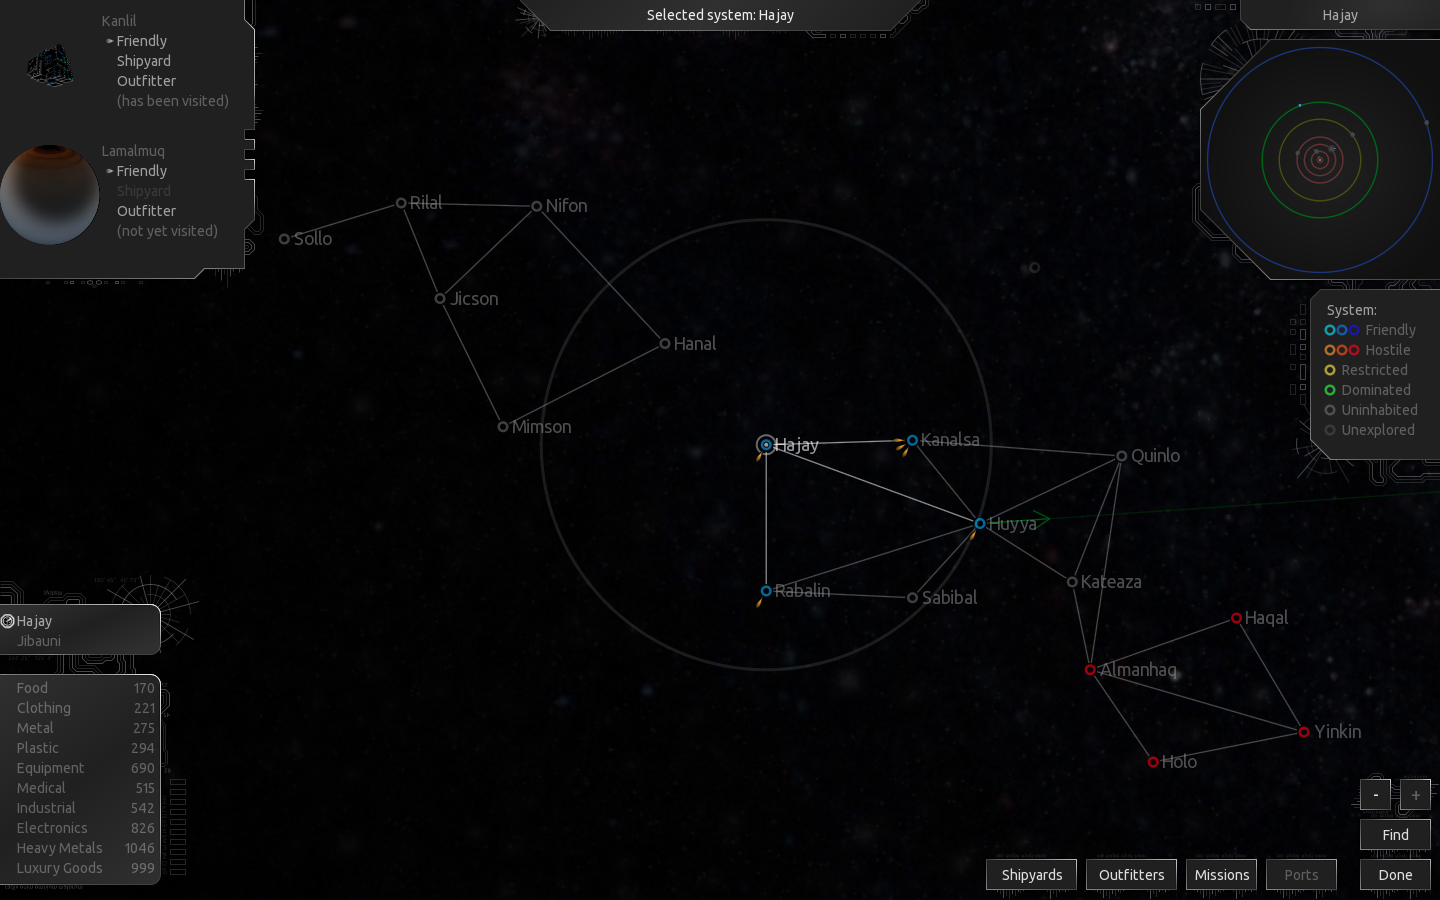 Selected system: Hajay
Hajay
Kanlil
Friendly
Shipyard
Outfitter
(has been visited)
Lamalmuq
Friendly
Shipyard
Outfitter
(not yet visited)
Rilal
Nifon
Sollo
Jicson
Hanal
Mimson
Hajay
Kanalsa
Quinlo
Huyya
Kateaza
Rabalin
Sabibal
Haqal
Almanhaq
Yinkin
Holo
System:
Friendly
Hostile
Restricted
Dominated
Uninhabited
Unexplored
Hajay
Jibauni
Food 170
Clothing 221
Metal 275
Plastic 294
Equipment 690
Medical 515
Industrial 542
Electronics 826
Heavy Metals 1046
Luxury Goods 999
- +
Find
Shipyards Outfitters Missions Ports Done